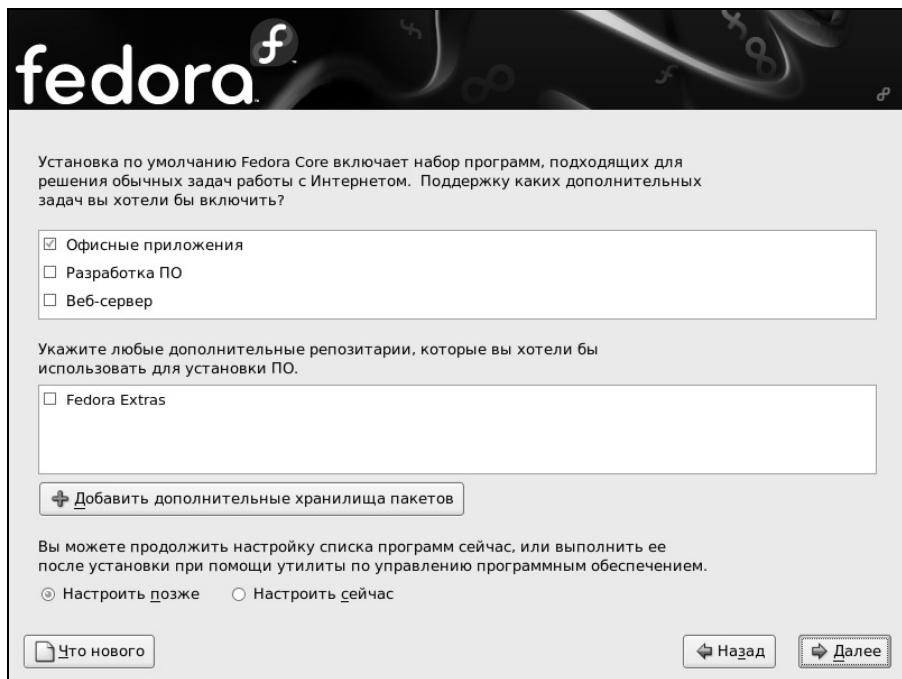 fedora
Установка по умолчанию Fedora Core включает набор программ, подходящих для
решения обычных задач работы с Интернетом. Поддержку каких дополнительных
задач вы хотели бы включить?
Офисные приложения
Разработка ПО
Веб-сервер
Укажите любые дополнительные репозитарии, которые вы хотели бы
использовать для установки ПО.
Fedora Extras
Добавить дополнительные хранилища пакетов
Вы можете продолжить настройку списка программ сейчас, или выполнить ее
после установки при помощи утилиты по управлению программным обеспечением.
Настроить позже
Настроить сейчас
Что нового
Назад
Далее